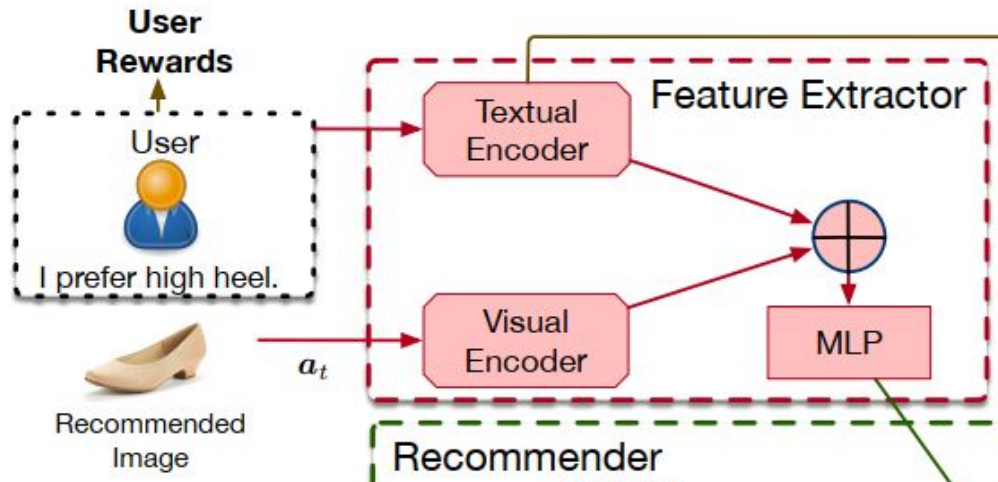 User
Rewards
User
I prefer high heel.
Recommended
Image
a_t
Feature Extractor
Textual
Encoder
Visual
Encoder
MLP
Recommender